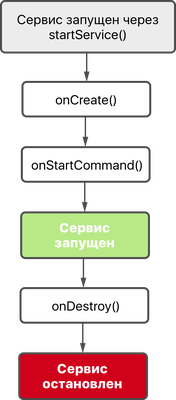 Сервис запущен через
startService()
onCreate()
onStartCommand()
Сервис
запущен
onDestroy()
Сервис
остановлен